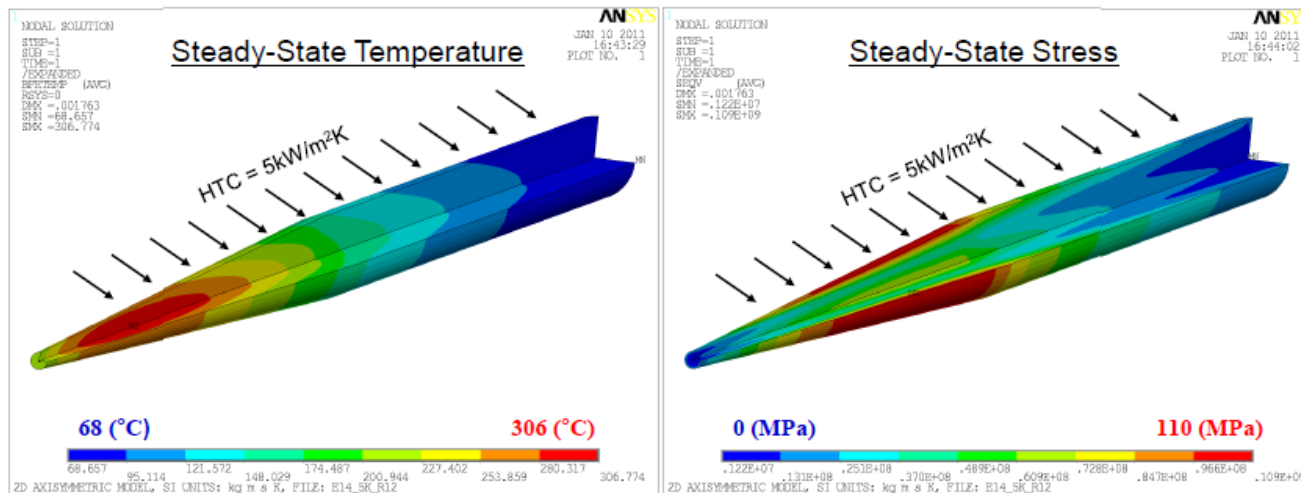 1
NODAL SOLUTION
STEP=1
SUB =1
TIME=1
/EXPANDED
BFETEMP (AVG)
RSYS=0
DMX =.001763
SMN =68.657
SMX =306.774
Steady-State Temperature
ANSYS
JAN 10 2011
16:43:29
PLOT NO. 1
HTC = 5kW/m²K
MN
MX
68 (°C)
306 (°C)
68.657
95.114
121.572
148.029
174.487
200.944
227.402
253.859
280.317
306.774
2D AXISYMMETRIC MODEL, SI UNITS: kg m s K, FILE: E14_5K_R12
1
NODAL SOLUTION
STEP=1
SUB =1
TIME=1
/EXPANDED
SEQV (AVG)
DMX =.001763
SMN =.122E+07
SMX =.109E+09
Steady-State Stress
ANSYS
JAN 10 2011
16:44:02
PLOT NO. 1
HTC = 5kW/m²K
MN
0 (MPa)
110 (MPa)
.122E+07
.131E+08
.251E+08
.370E+08
.489E+08
.609E+08
.728E+08
.847E+08
.966E+08
.109E+09
2D AXISYMMETRIC MODEL, SI UNITS: kg m s K, FILE: E14_5K_R12